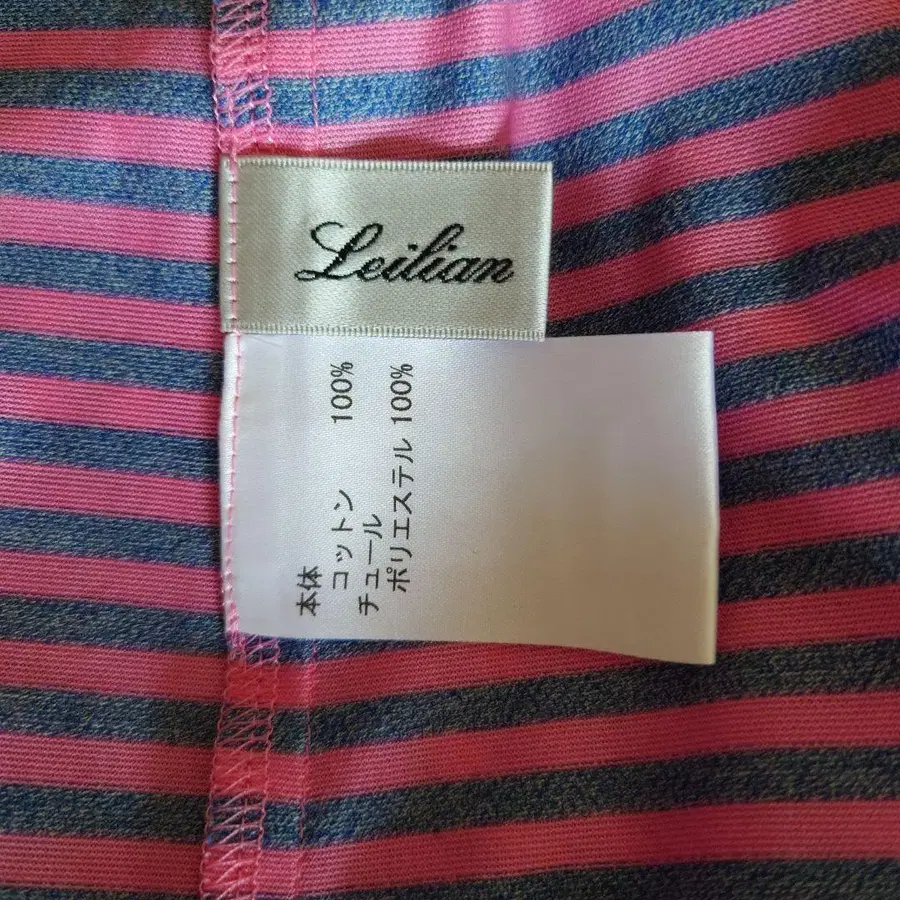 Leilian
本体
コットン 100%
チュール
ポリエステル 100%